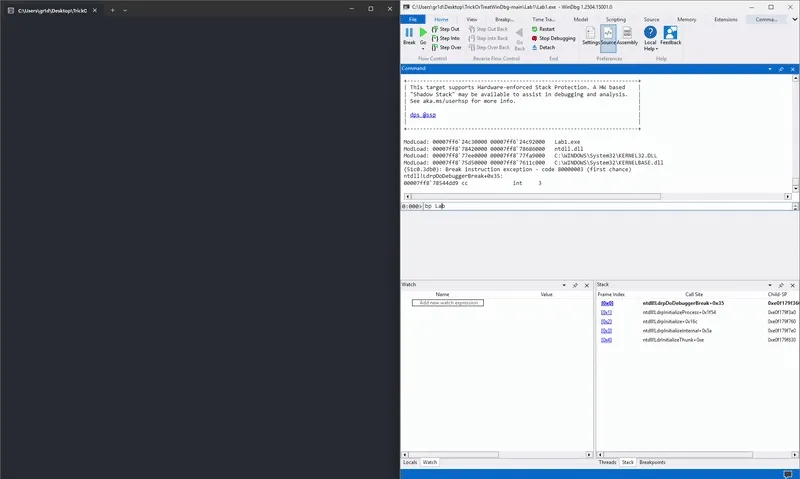 C:\Users\gr1d\Desktop\TrickO
C:\Users\gr1d\Desktop\TrickOrTreatWinDbg-main\Lab1\Lab1.exe - WinDbg 1.2504.15001.0
File Home View Breakp... Time Tra... Model Scripting Source Memory Extensions Comma...
Break
Go
Step Out
Step Into
Step Over
Step Out Back
Step Into Back
Step Over Back
Go Back
Restart
Stop Debugging
Detach
Settings
Source
Assembly
Local Help
Feedback
Flow Control Reverse Flow Control End Preferences Help
Command
+------------------------------------------------------------------------+
| This target supports Hardware-enforced Stack Protection. A HW based |
| "Shadow Stack" may be available to assist in debugging and analysis. |
| See aka.ms/userhsp for more info. |
| dps @ssp |
+------------------------------------------------------------------------+
ModLoad: 00007ff6`24c30000 00007ff6`24c92000 Lab1.exe
ModLoad: 00007ff8`78420000 00007ff8`78686000 ntdll.dll
ModLoad: 00007ff8`77ee0000 00007ff8`77fa9000 C:\WINDOWS\System32\KERNEL32.DLL
ModLoad: 00007ff8`75d50000 00007ff8`7611c000 C:\WINDOWS\System32\KERNELBASE.dll
(51c0.3db0): Break instruction exception - code 80000003 (first chance)
ntdll!LdrpDoDebuggerBreak+0x35:
00007ff8`78544dd9 cc int 3
0:000> bp Lab
Watch
Name Value
Add new watch expression
Locals Watch
Stack
Frame Index Call Site Child-SP
[0x0] ntdll!LdrpDoDebuggerBreak+0x35 0xe0f179f360
[0x1] ntdll!LdrpInitializeProcess+0x1f54 0xe0f179f3a0
[0x2] ntdll!LdrpInitialize+0x16c 0xe0f179f760
[0x3] ntdll!LdrpInitializeInternal+0x5a 0xe0f179f7e0
[0x4] ntdll!LdrInitializeThunk+0xe 0xe0f179f830
Threads Stack Breakpoints